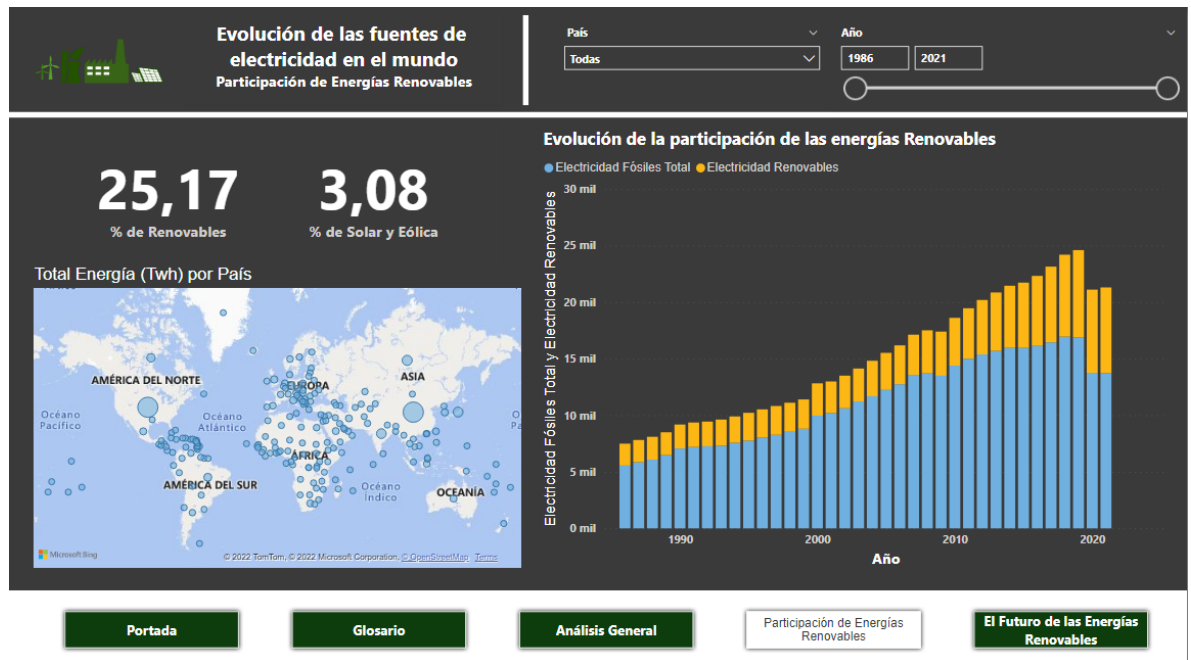 Evolución de las fuentes de
electricidad en el mundo
Participación de Energías Renovables
País
Todas
Año
1986
2021
25,17
% de Renovables
3,08
% de Solar y Eólica
Total Energía (Twh) por País
AMÉRICA DEL NORTE
EUROPA
ASIA
Océano
Pacífico
Océano
Atlántico
O
Pa
ÁFRICA
AMÉRICA DEL SUR
Océano
Índico
OCEANÍA
Microsoft Bing
© 2022 TomTom, © 2022 Microsoft Corporation, © OpenStreetMap Terms
Evolución de la participación de las energías Renovables
Electricidad Fósiles Total
Electricidad Renovables
Electricidad Fósiles Total y Electricidad Renovables
30 mil
25 mil
20 mil
15 mil
10 mil
5 mil
0 mil
1990
2000
2010
2020
Año
Portada
Glosario
Análisis General
Participación de Energías
Renovables
El Futuro de las Energías
Renovables